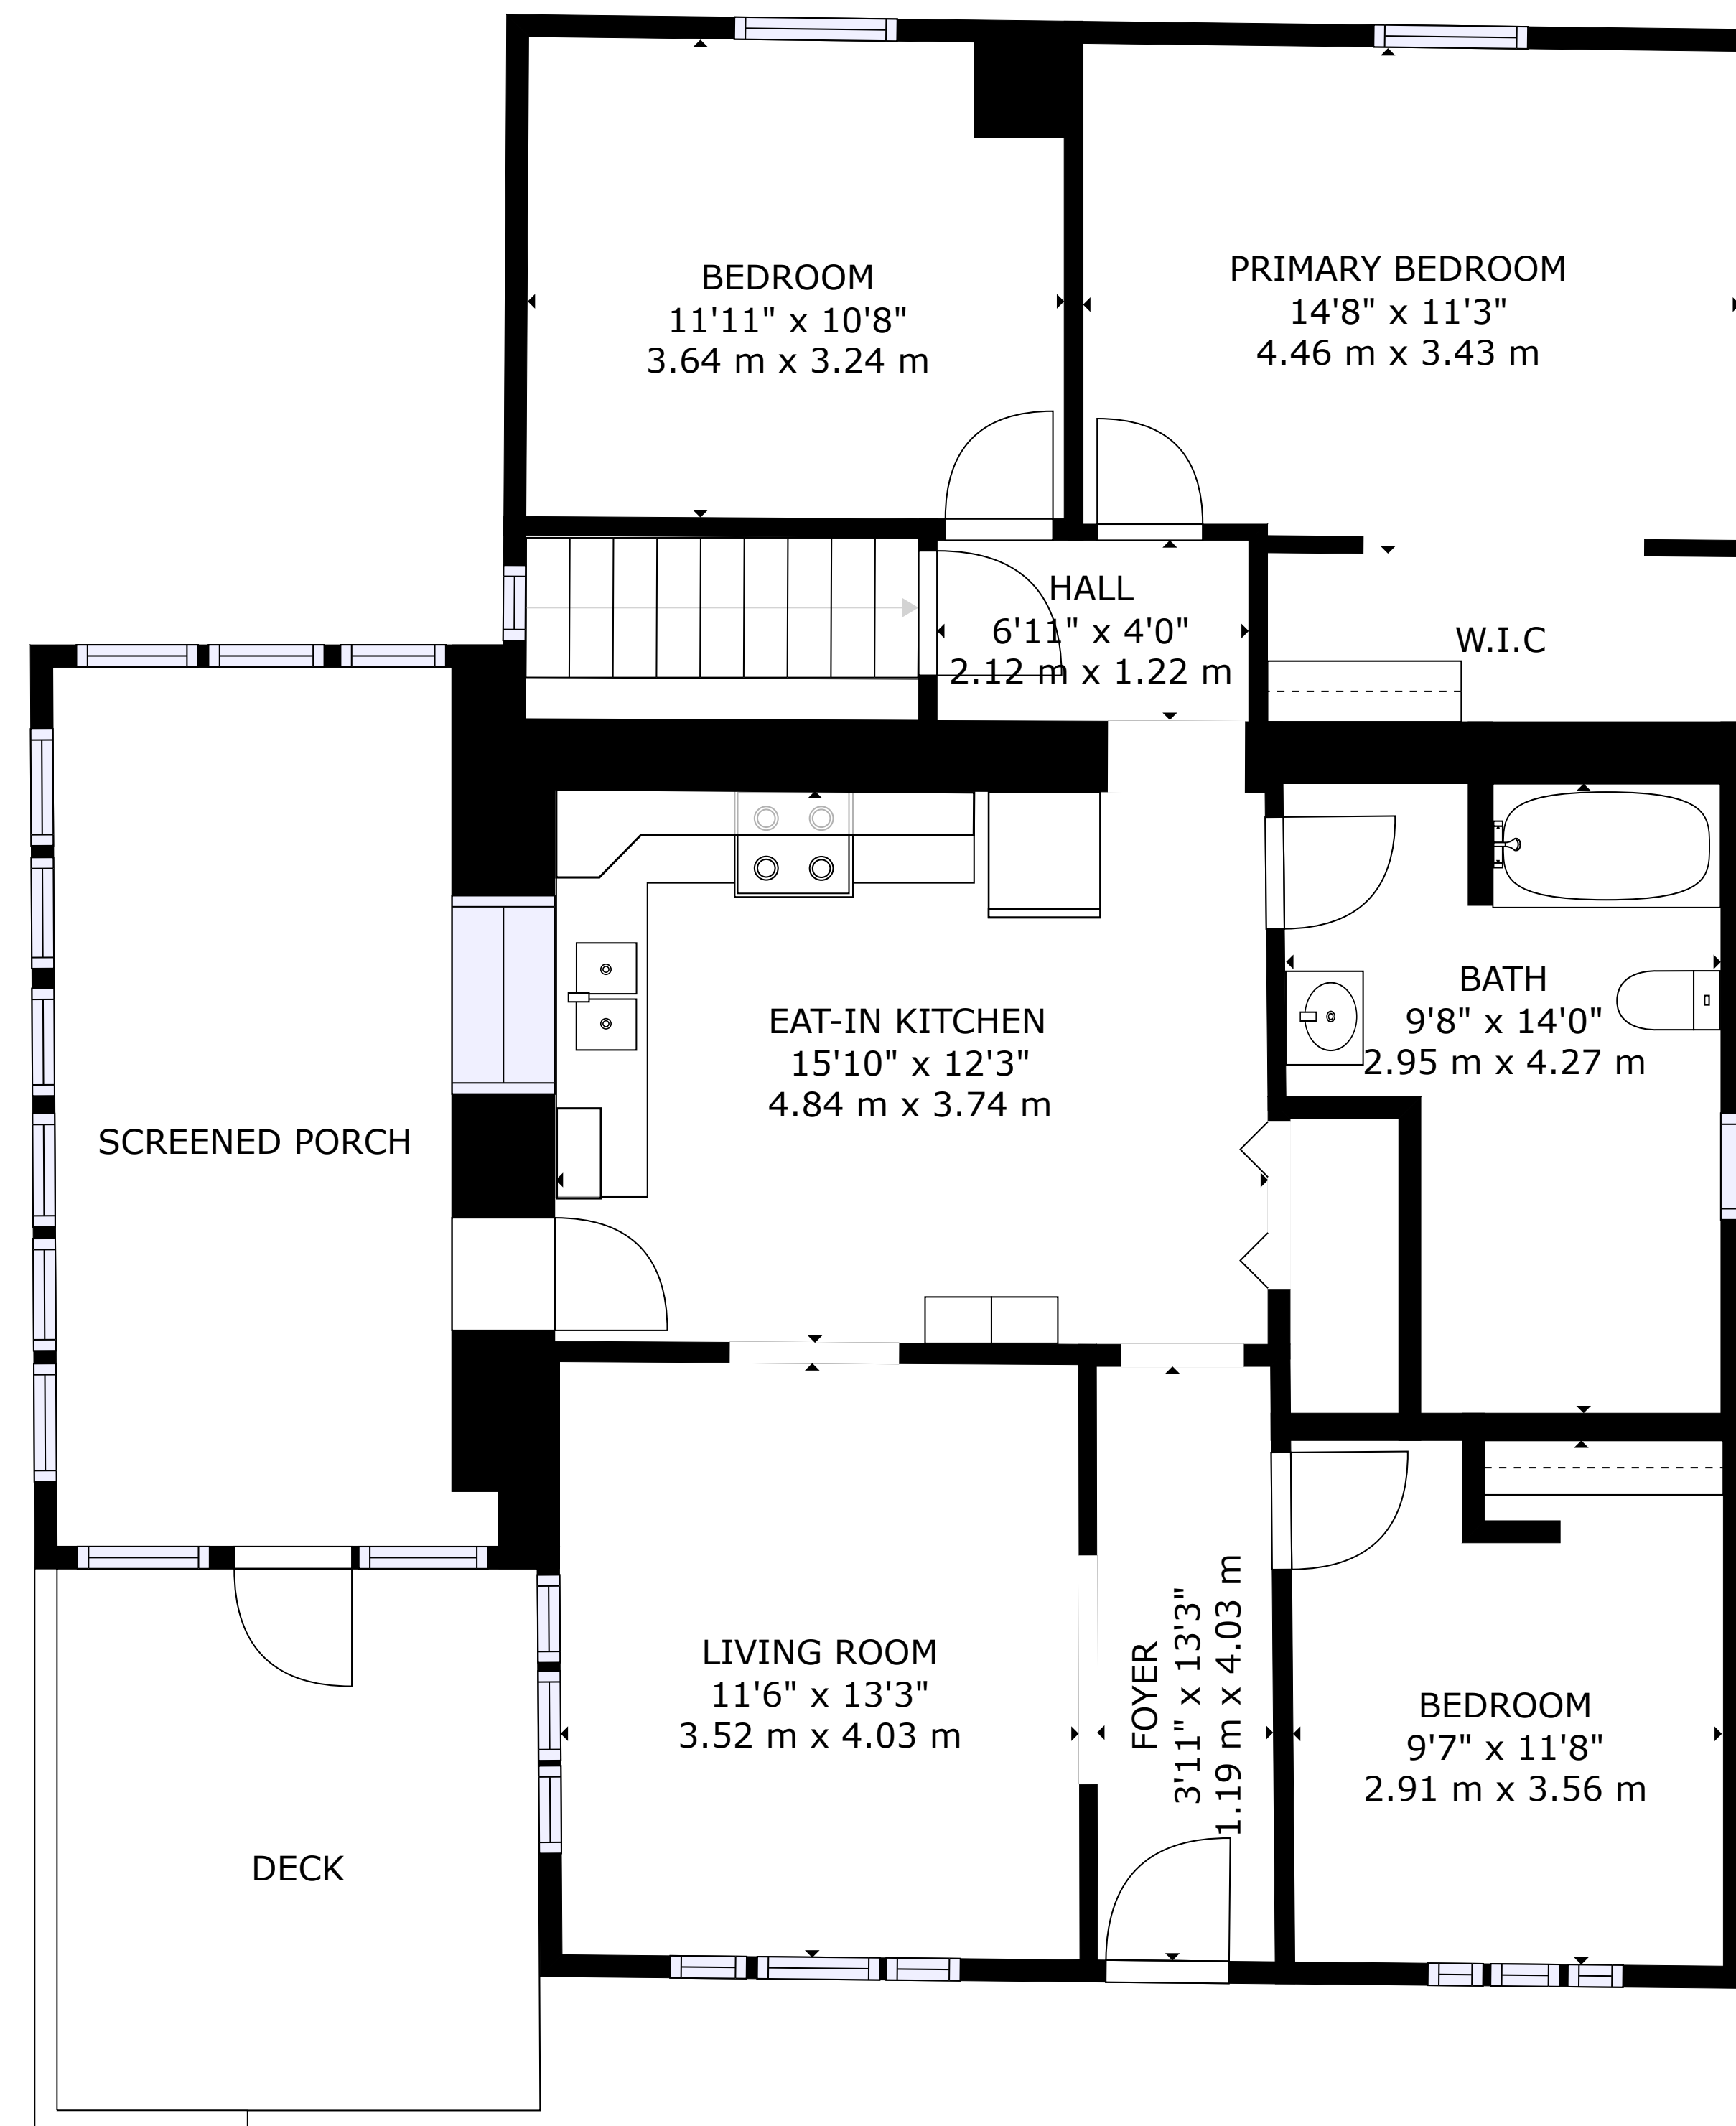 BEDROOM
11'11" x 10'8"
3.64 m x 3.24 m
PRIMARY BEDROOM
14'8" x 11'3"
4.46 m x 3.43 m
HALL
6'11" x 4'0"
2.12 m x 1.22 m
W.I.C
EAT-IN KITCHEN
15'10" x 12'3"
4.84 m x 3.74 m
BATH
9'8" x 14'0"
2.95 m x 4.27 m
SCREENED PORCH
LIVING ROOM
11'6" x 13'3"
3.52 m x 4.03 m
FOYER
3'11" x 13'3"
1.19 m x 4.03 m
BEDROOM
9'7" x 11'8"
2.91 m x 3.56 m
DECK